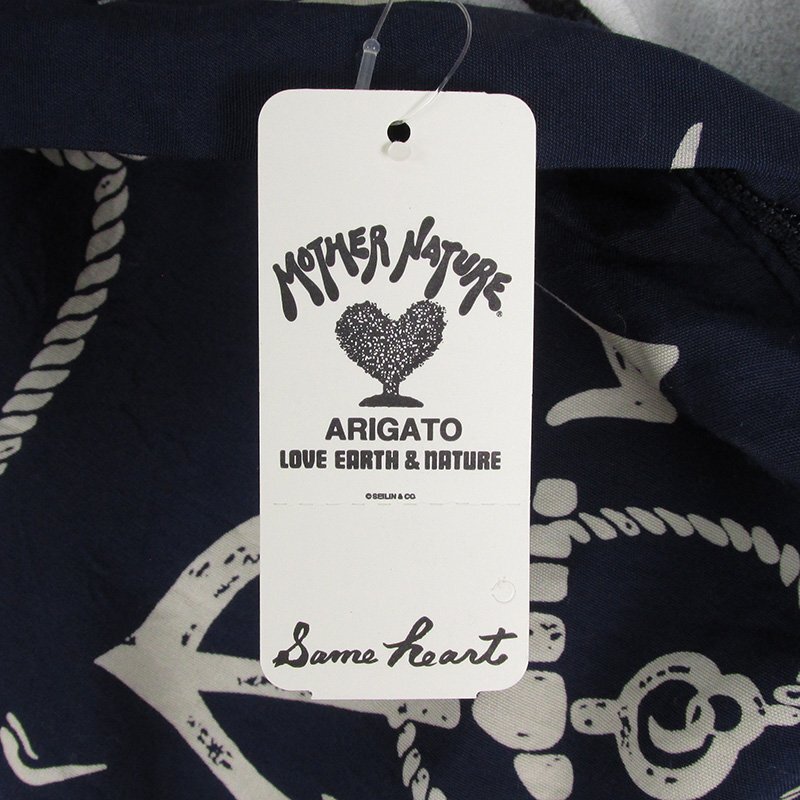 MOTHER NATURE®
ARIGATO
LOVE EARTH & NATURE
© SEILIN & CO.
Same heart